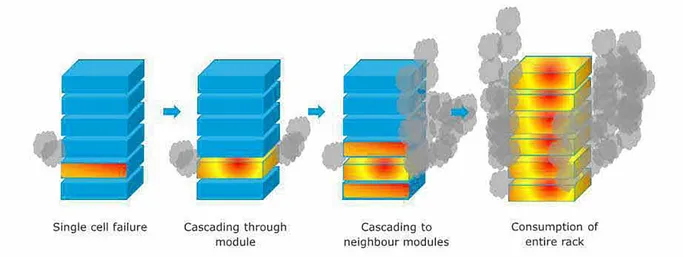 Single cell failure
Cascading through
module
Cascading to
neighbour modules
Consumption of
entire rack